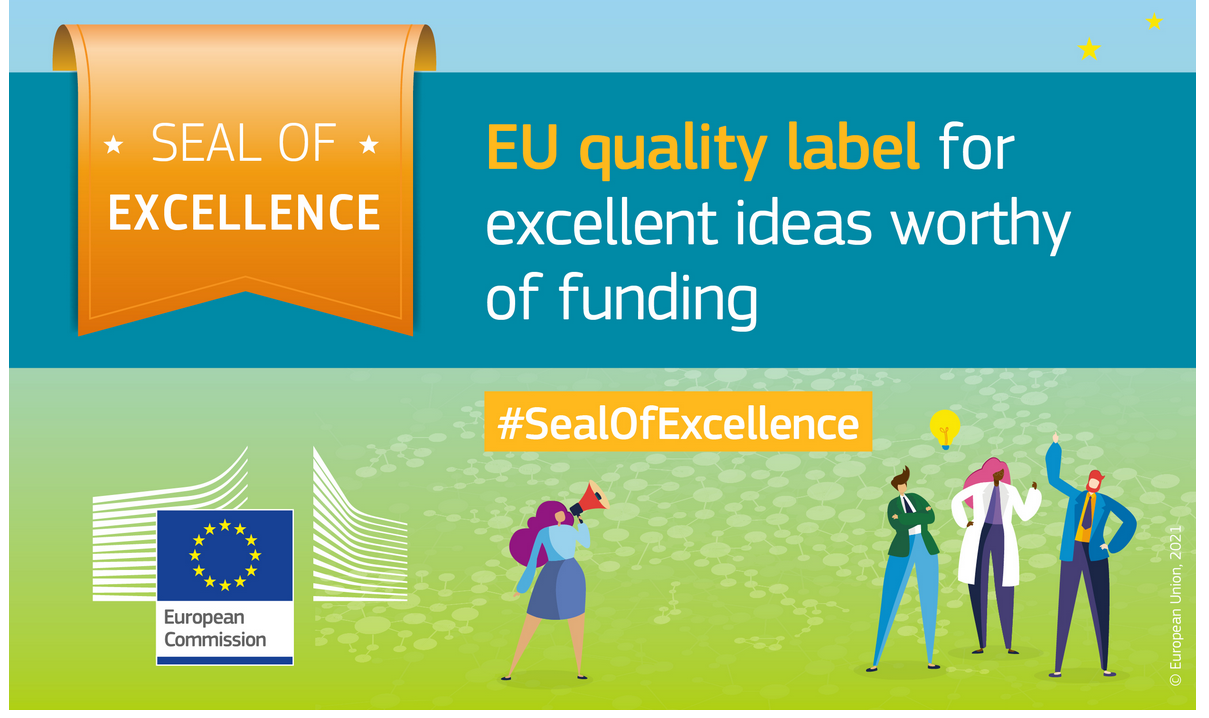 SEAL OF
EXCELLENCE
EU quality label for
excellent ideas worthy
of funding
#SealOfExcellence
European
Commission
© European Union, 2021